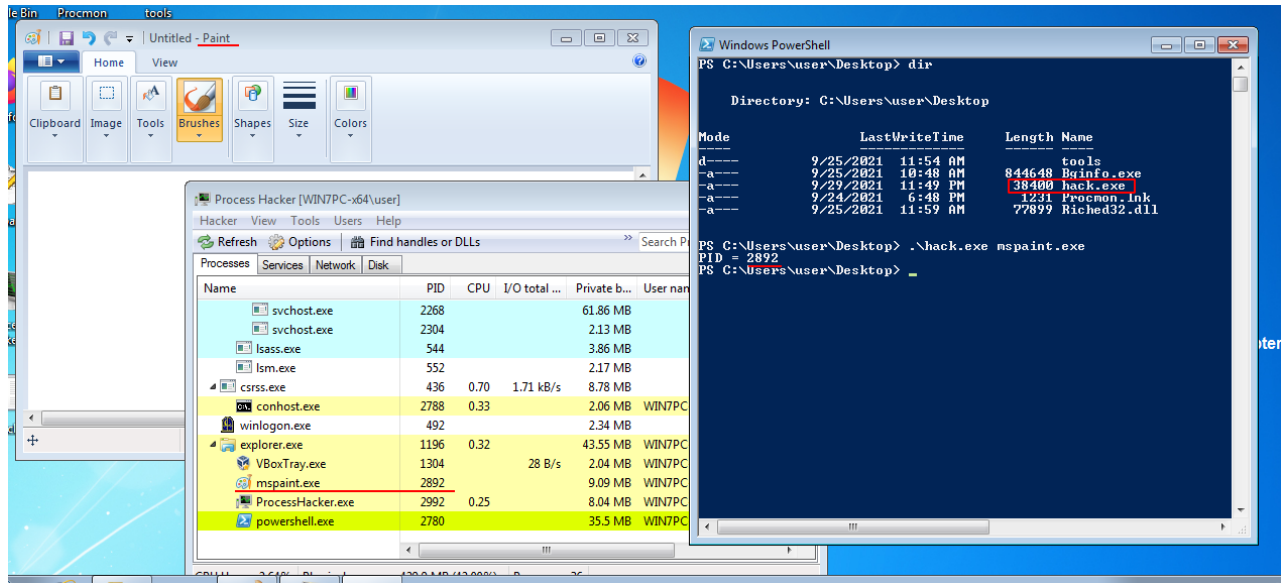 Procmon tools
Untitled - Paint
Home View
Clipboard Image Tools Brushes Shapes Size Colors
Process Hacker [WIN7PC-x64\user]
Hacker View Tools Users Help
Refresh Options Find handles or DLLs »
Processes Services Network Disk
Name PID CPU I/O total ... Private b...
svchost.exe 2268 61.86 MB
svchost.exe 2304 2.13 MB
lsass.exe 544 3.86 MB
lsm.exe 552 2.17 MB
csrss.exe 436 0.70 1.71 kB/s 8.78 MB
conhost.exe 2788 0.33 2.06 MB WIN7PC
winlogon.exe 492 2.34 MB
explorer.exe 1196 0.32 43.55 MB WIN7PC
VBoxTray.exe 1304 28 B/s 2.04 MB WIN7PC
mspaint.exe 2892 9.09 MB WIN7PC
ProcessHacker.exe 2992 0.25 8.04 MB WIN7PC
powershell.exe 2780 35.5 MB WIN7PC
Windows PowerShell
PS C:\Users\user\Desktop> dir
Directory: C:\Users\user\Desktop
Mode LastWriteTime Length Name
---- ------------- ------ ----
d---- 9/25/2021 11:54 AM tools
-a--- 9/25/2021 10:48 AM 844648 Bginfo.exe
-a--- 9/29/2021 11:49 PM 38400 hack.exe
-a--- 9/24/2021 6:48 PM 1231 Procmon.lnk
-a--- 9/25/2021 11:59 AM 77899 Riched32.dll
PS C:\Users\user\Desktop> .\hack.exe mspaint.exe
PID = 2892
PS C:\Users\user\Desktop> _